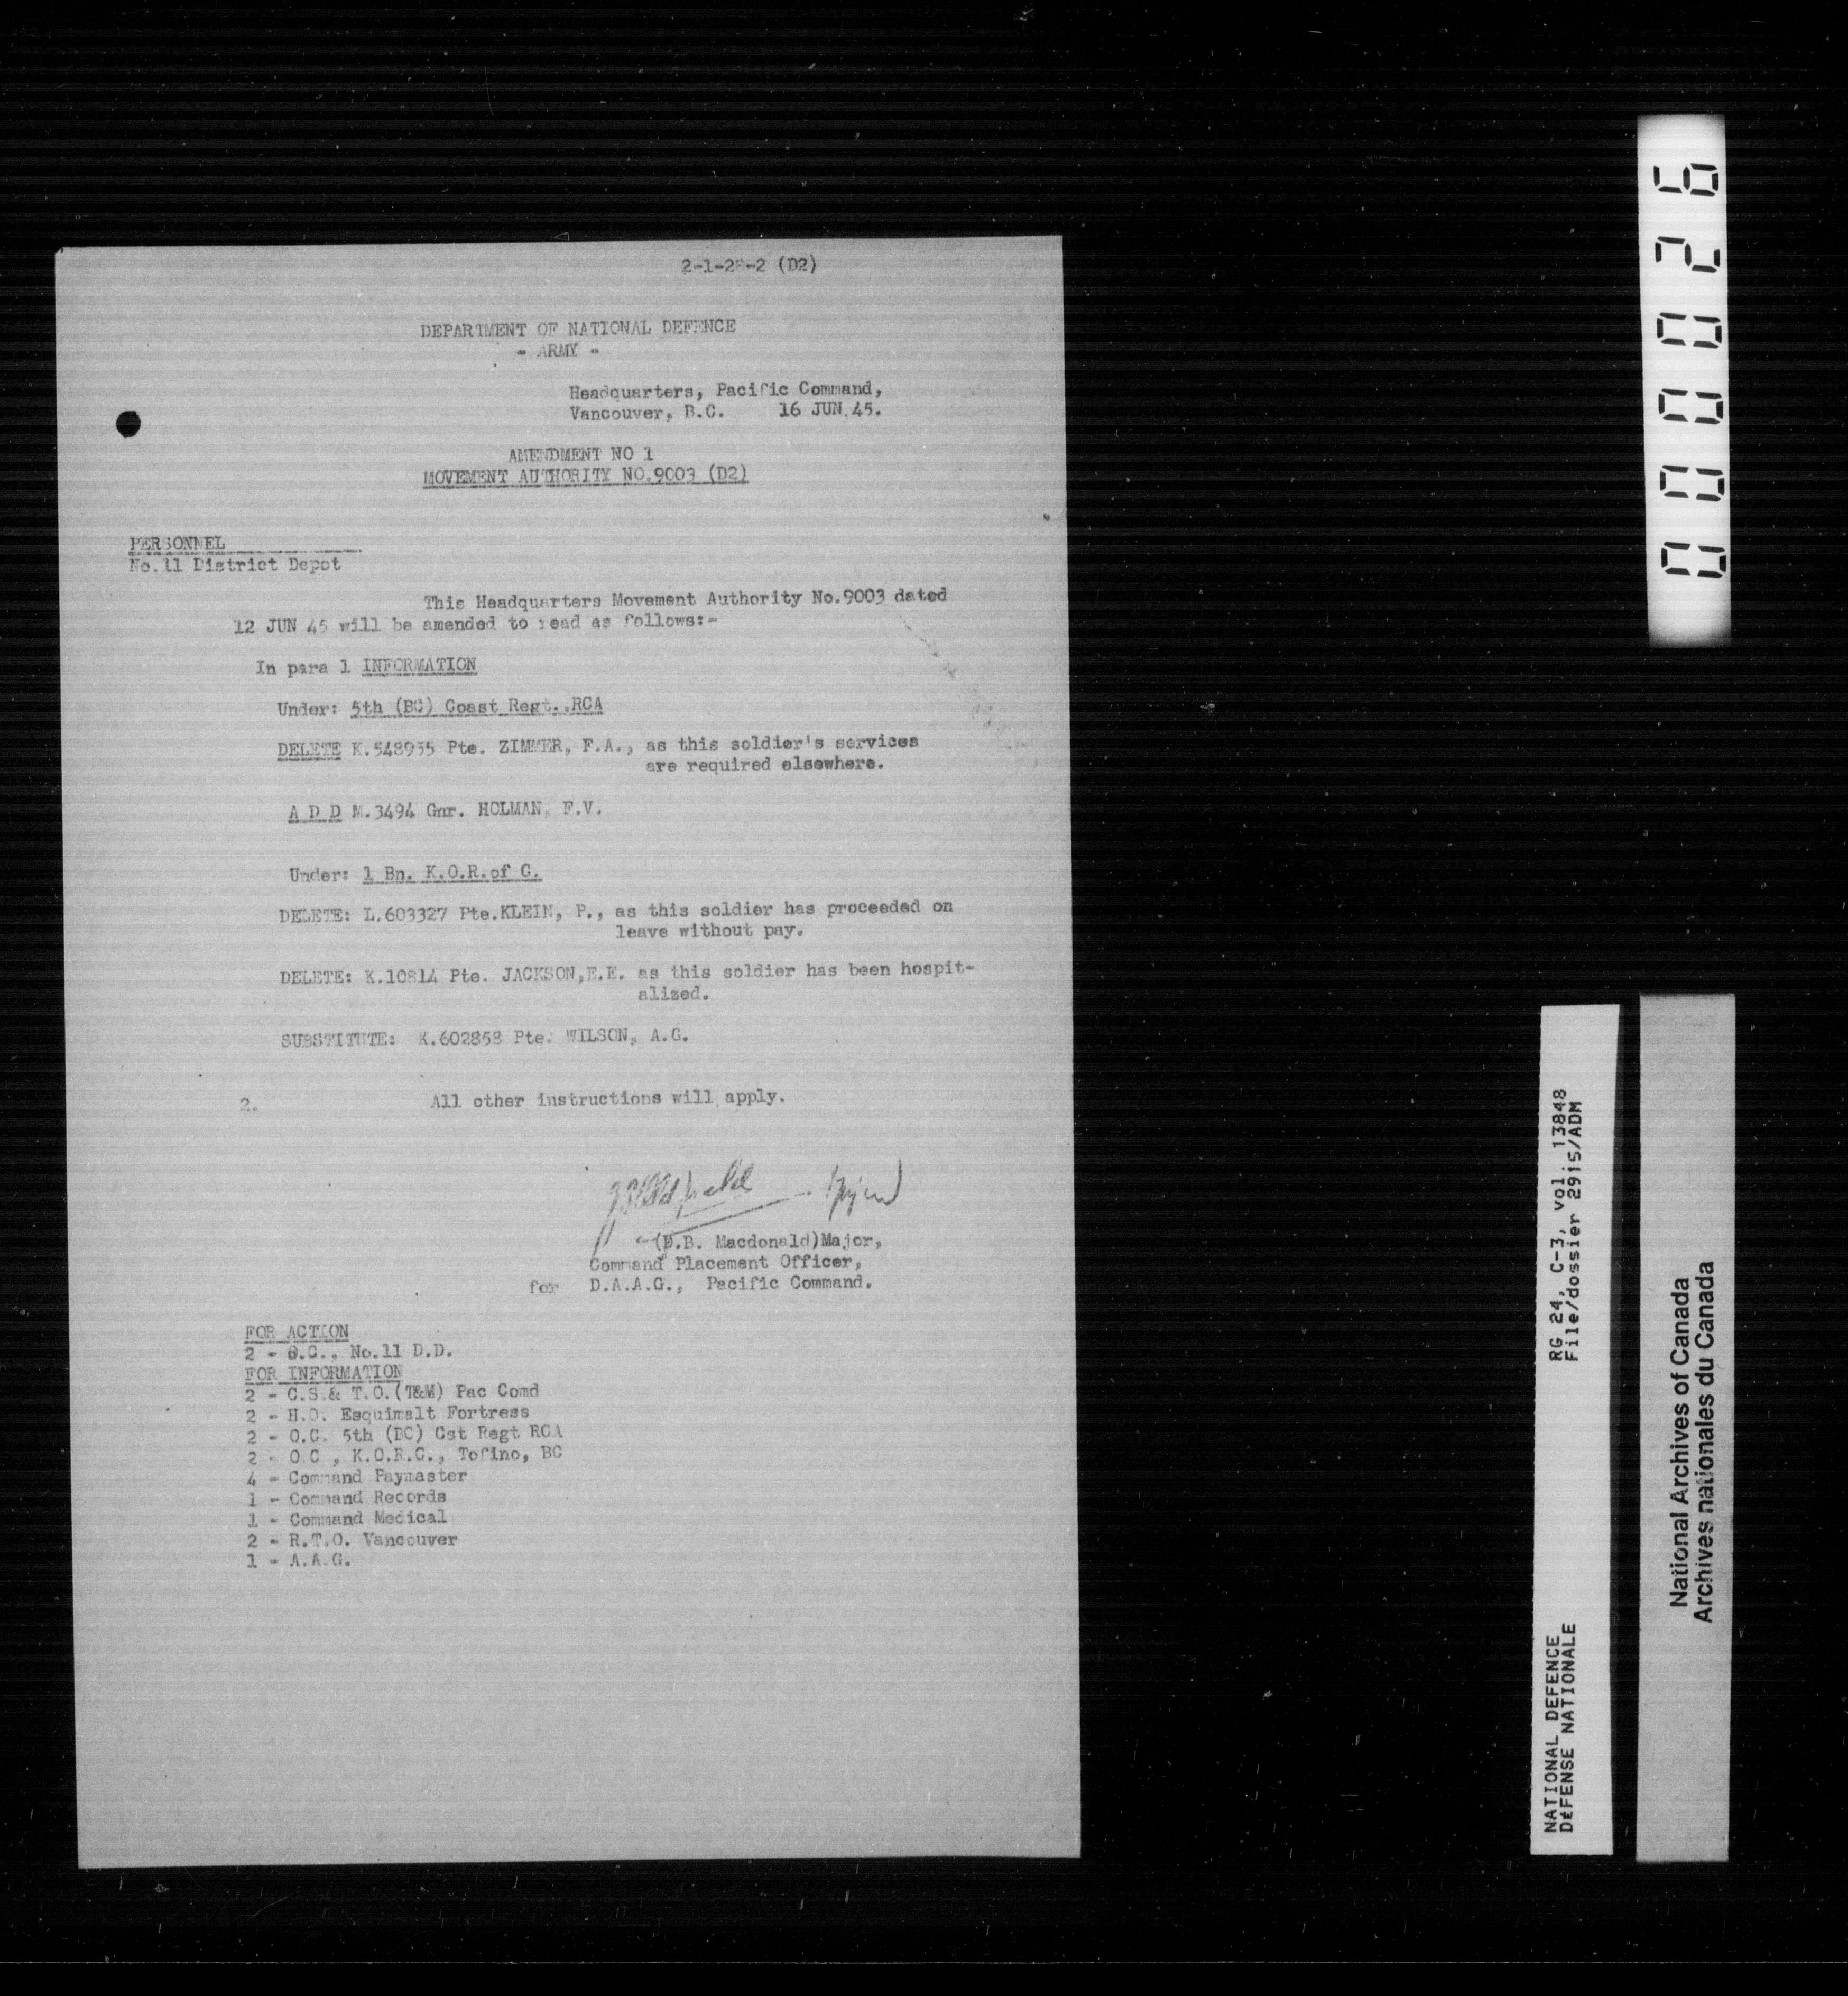 2-1-28-2 (D2)
DEPARTMENT OF NATIONAL DEFENCE
- ARMY -
Headquarters, Pacific Command,
Vancouver, B.C. 16 JUN.45.
AMENDMENT NO 1
MOVEMENT AUTHORITY NO.9003 (D2)
PERSONNEL
No.11 District Depot
This Headquarters Movement Authority No.9003 dated
12 JUN 45 will be amended to read as follows:-
In para 1 INFORMATION
Under: 5th (BC) Coast Regt. RCA
DELETE K.548935 Pte. ZIMMER, F.A., as this soldier's services
are required elsewhere.
A D D M.3494 Gnr. HOLMAN, F.V.
Under: 1 Bn. K.O.R.of C.
DELETE: L.603327 Pte.KLEIN, P., as this soldier has proceeded on
leave without pay.
DELETE: K.10814 Pte. JACKSON,E.E. as this soldier has been hospit-
alized.
SUBSTITUTE: K.602858 Pte. WILSON, A.G.
2. All other instructions will apply.
Major
(D.B. Macdonald)Major,
Command Placement Officer,
for D.A.A.G., Pacific Command.
FOR ACTION
2 - O.C., No.11 D.D.
FOR INFORMATION
2 - C.S.& T.O.(T&M) Pac Comd
2 - H.Q. Esquimalt Fortress
2 - O.C. 5th (BC) Cst Regt RCA
2 - O.C , K.O.R.C., Tofino, BC
4 - Command Paymaster
1 - Command Records
1 - Command Medical
2 - R.T.O. Vancouver
1 - A.A.G.
000026
NATIONAL DEFENCE RG 24, C-3, vol. 13848
DéFENSE NATIONALE File/dossier 2915/ADM
National Archives of Canada
Archives nationales du Canada